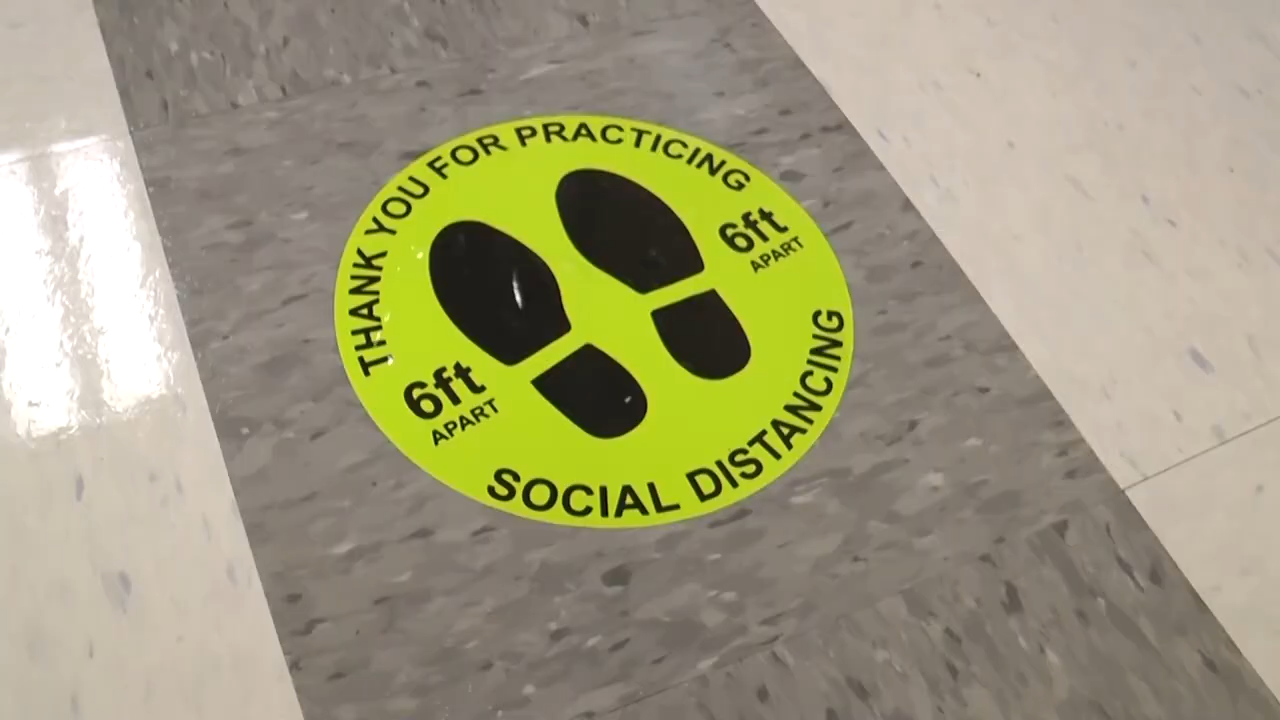 THANK YOU FOR PRACTICING
6ft
APART
6ft
APART
SOCIAL DISTANCING